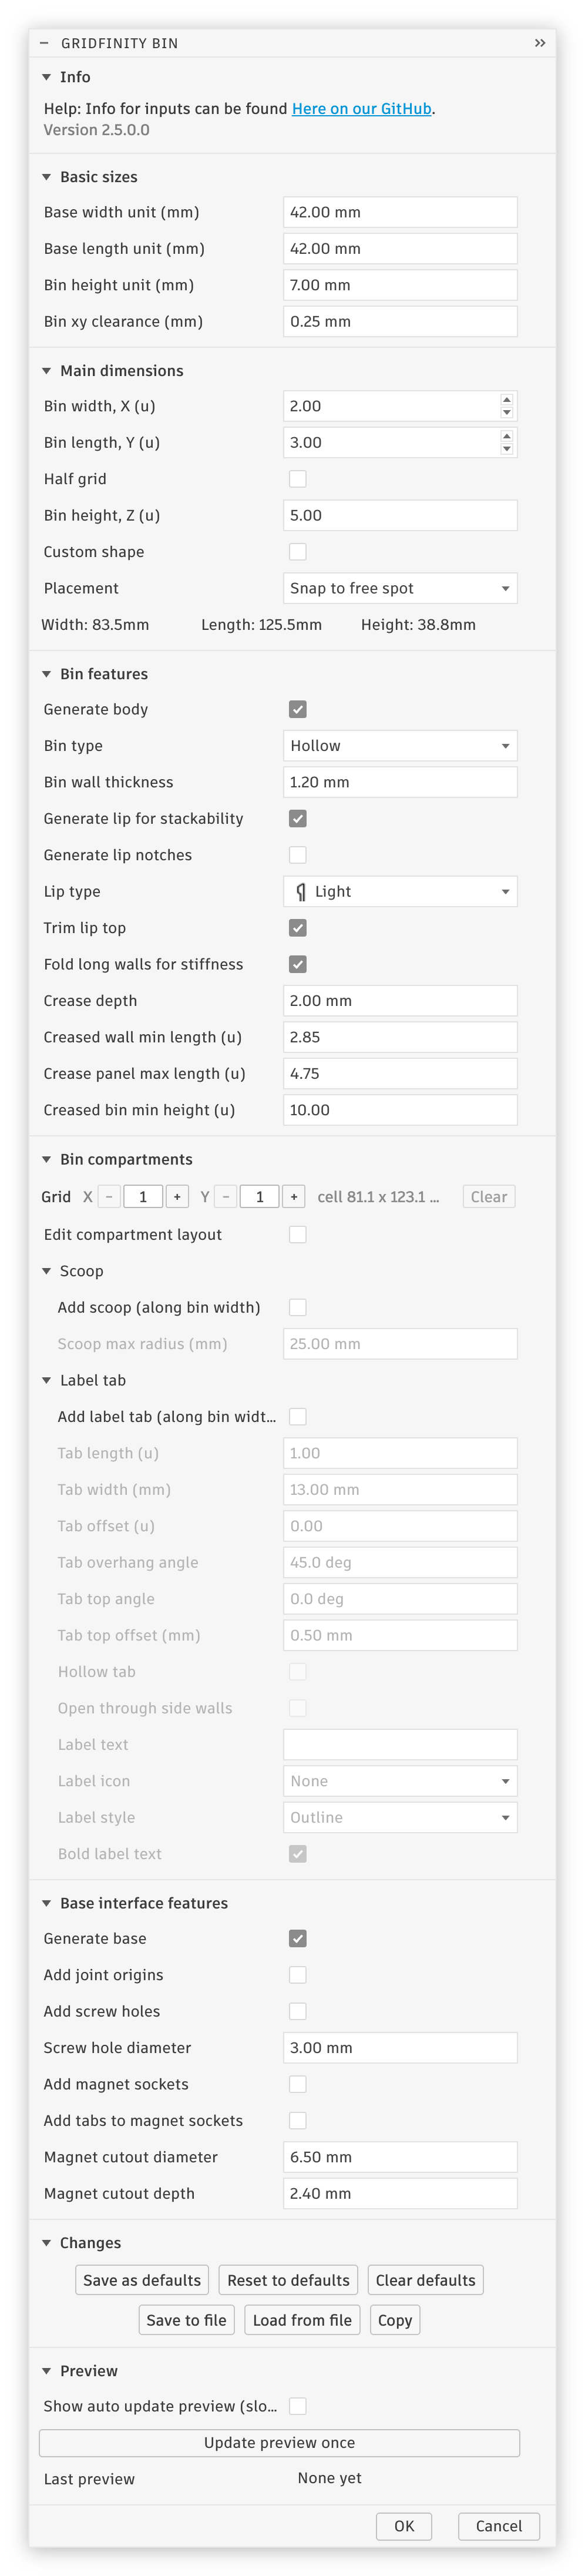 GRIDFINITY BIN
Info
Help: Info for inputs can be found Here on our GitHub.
Version 2.5.0.0
Basic sizes
Base width unit (mm) 42.00 mm
Base length unit (mm) 42.00 mm
Bin height unit (mm) 7.00 mm
Bin xy clearance (mm) 0.25 mm
Main dimensions
Bin width, X (u) 2.00
Bin length, Y (u) 3.00
Half grid
Bin height, Z (u) 5.00
Custom shape
Placement Snap to free spot
Width: 83.5mm Length: 125.5mm Height: 38.8mm
Bin features
Generate body
Bin type Hollow
Bin wall thickness 1.20 mm
Generate lip for stackability
Generate lip notches
Lip type Light
Trim lip top
Fold long walls for stiffness
Crease depth 2.00 mm
Creased wall min length (u) 2.85
Crease panel max length (u) 4.75
Creased bin min height (u) 10.00
Bin compartments
Grid X − 1 + Y − 1 + cell 81.1 x 123.1 ... Clear
Edit compartment layout
Scoop
Add scoop (along bin width)
Scoop max radius (mm) 25.00 mm
Label tab
Add label tab (along bin widt...
Tab length (u) 1.00
Tab width (mm) 13.00 mm
Tab offset (u) 0.00
Tab overhang angle 45.0 deg
Tab top angle 0.0 deg
Tab top offset (mm) 0.50 mm
Hollow tab
Open through side walls
Label text
Label icon None
Label style Outline
Bold label text
Base interface features
Generate base
Add joint origins
Add screw holes
Screw hole diameter 3.00 mm
Add magnet sockets
Add tabs to magnet sockets
Magnet cutout diameter 6.50 mm
Magnet cutout depth 2.40 mm
Changes
Save as defaults Reset to defaults Clear defaults
Save to file Load from file Copy
Preview
Show auto update preview (slo...
Update preview once
Last preview None yet
OK Cancel